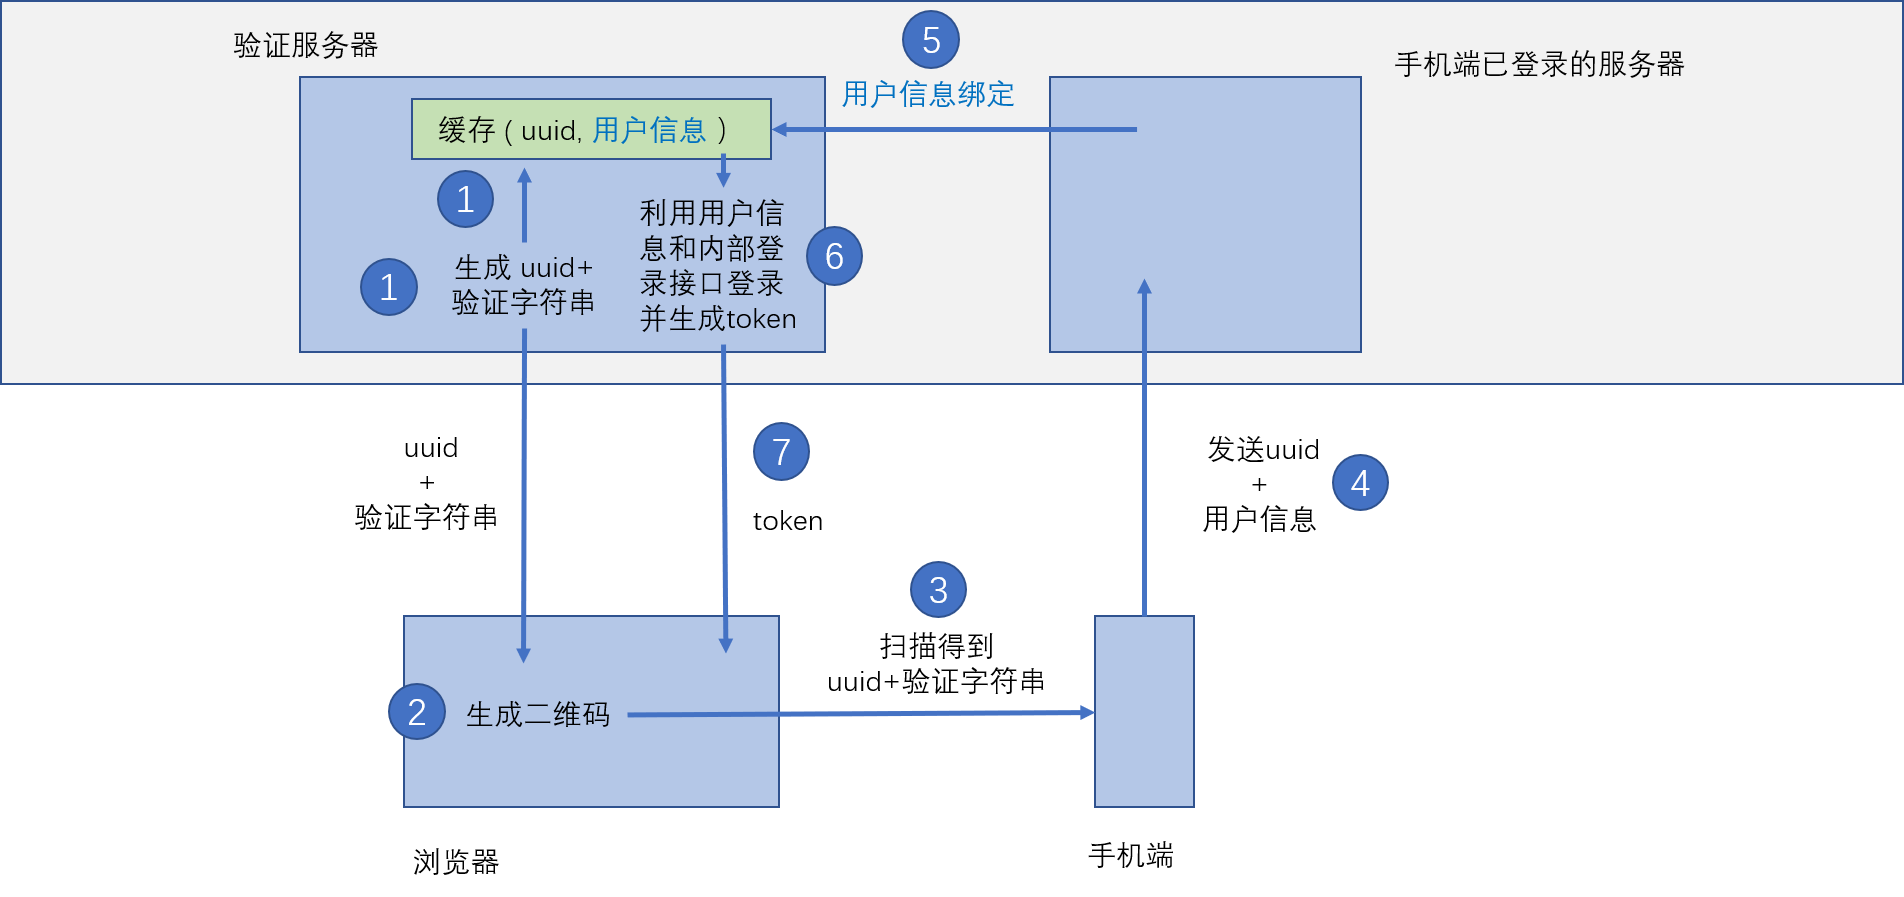 验证服务器
5
手机端已登录的服务器
用户信息绑定
缓存 ( uuid, 用户信息 )
1
利用用户信
息和内部登
录接口登录
并生成token
6
1
生成 uuid+
验证字符串
uuid
+
验证字符串
7
token
发送uuid
+
用户信息
4
3
扫描得到
uuid+验证字符串
2
生成二维码
浏览器
手机端